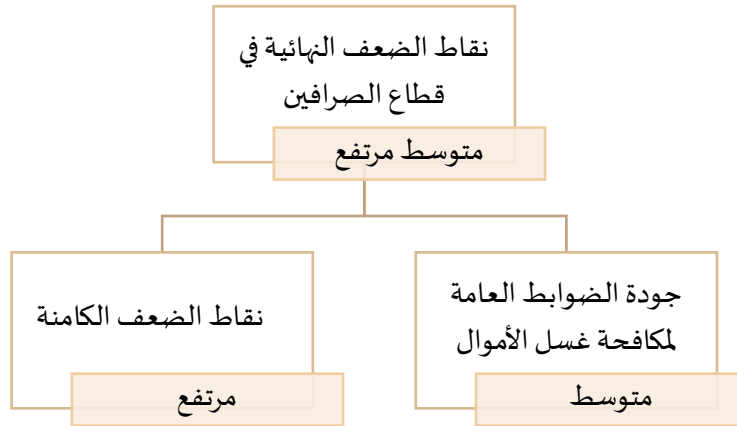 نقاط الضعف النهائية في
قطاع الصرافين
متوسط مرتفع
جودة الضوابط العامة
لمكافحة غسل الأموال
متوسط
نقاط الضعف الكامنة
مرتفع